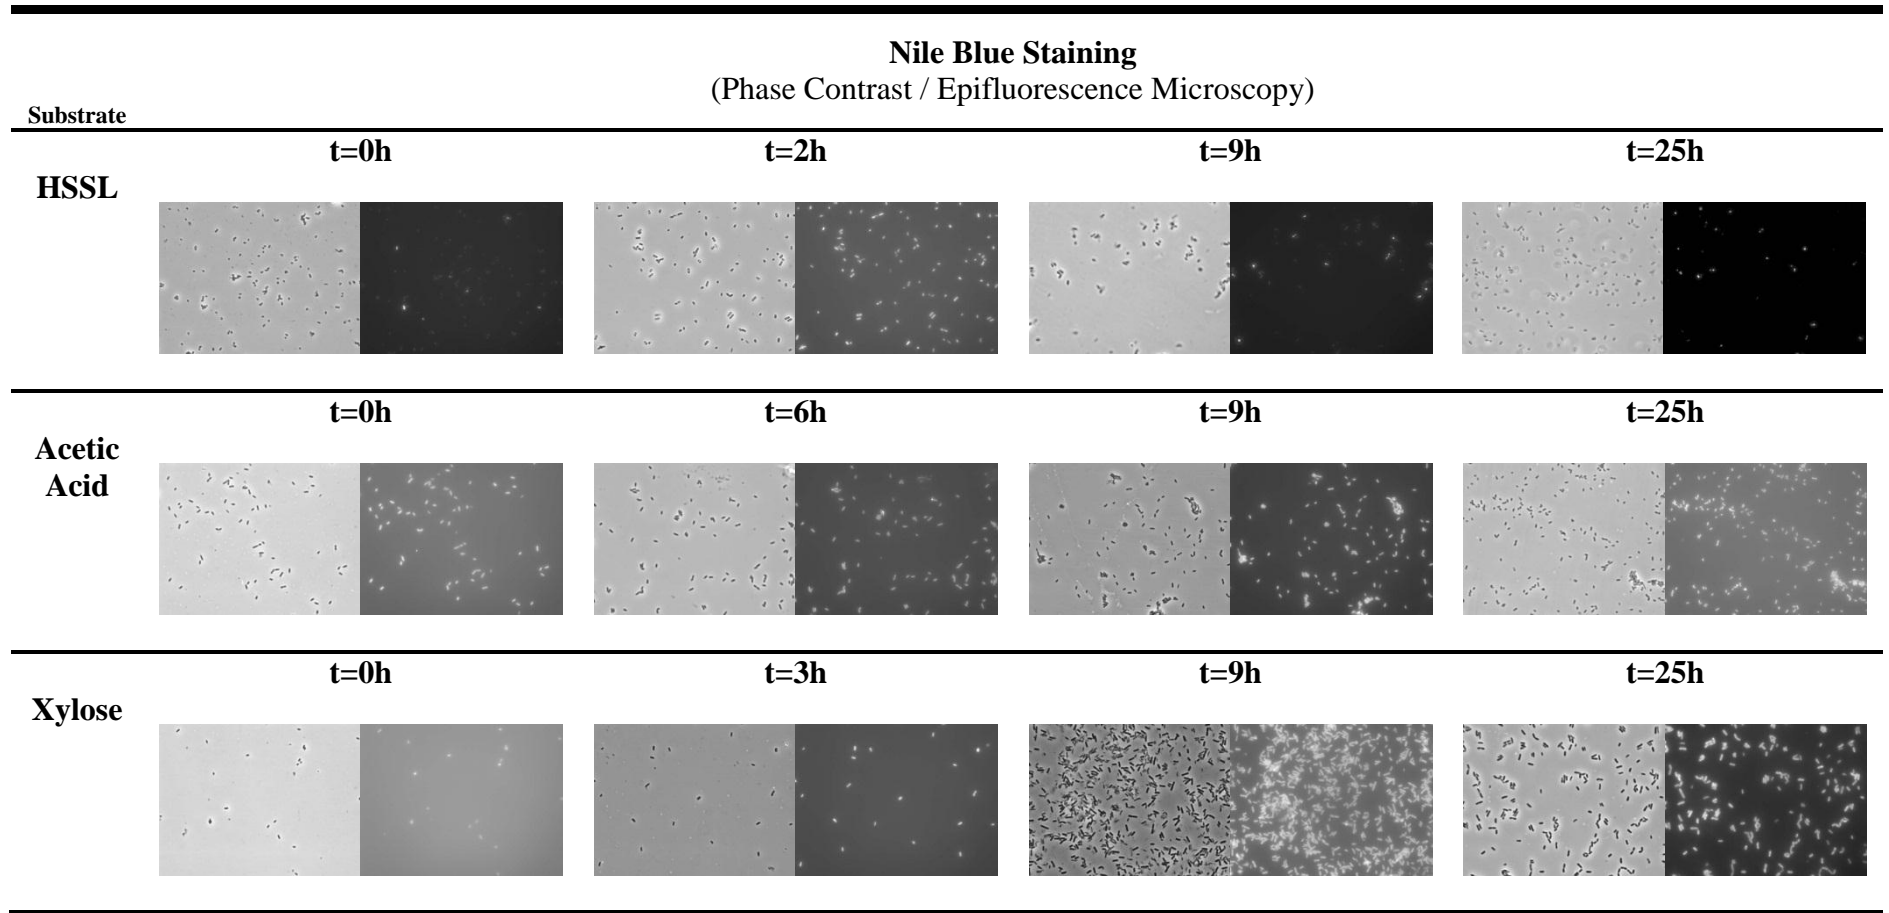 Nile Blue Staining
(Phase Contrast / Epifluorescence Microscopy)
Substrate
t=0h t=2h t=9h t=25h
HSSL
t=0h t=6h t=9h t=25h
Acetic
Acid
t=0h t=3h t=9h t=25h
Xylose